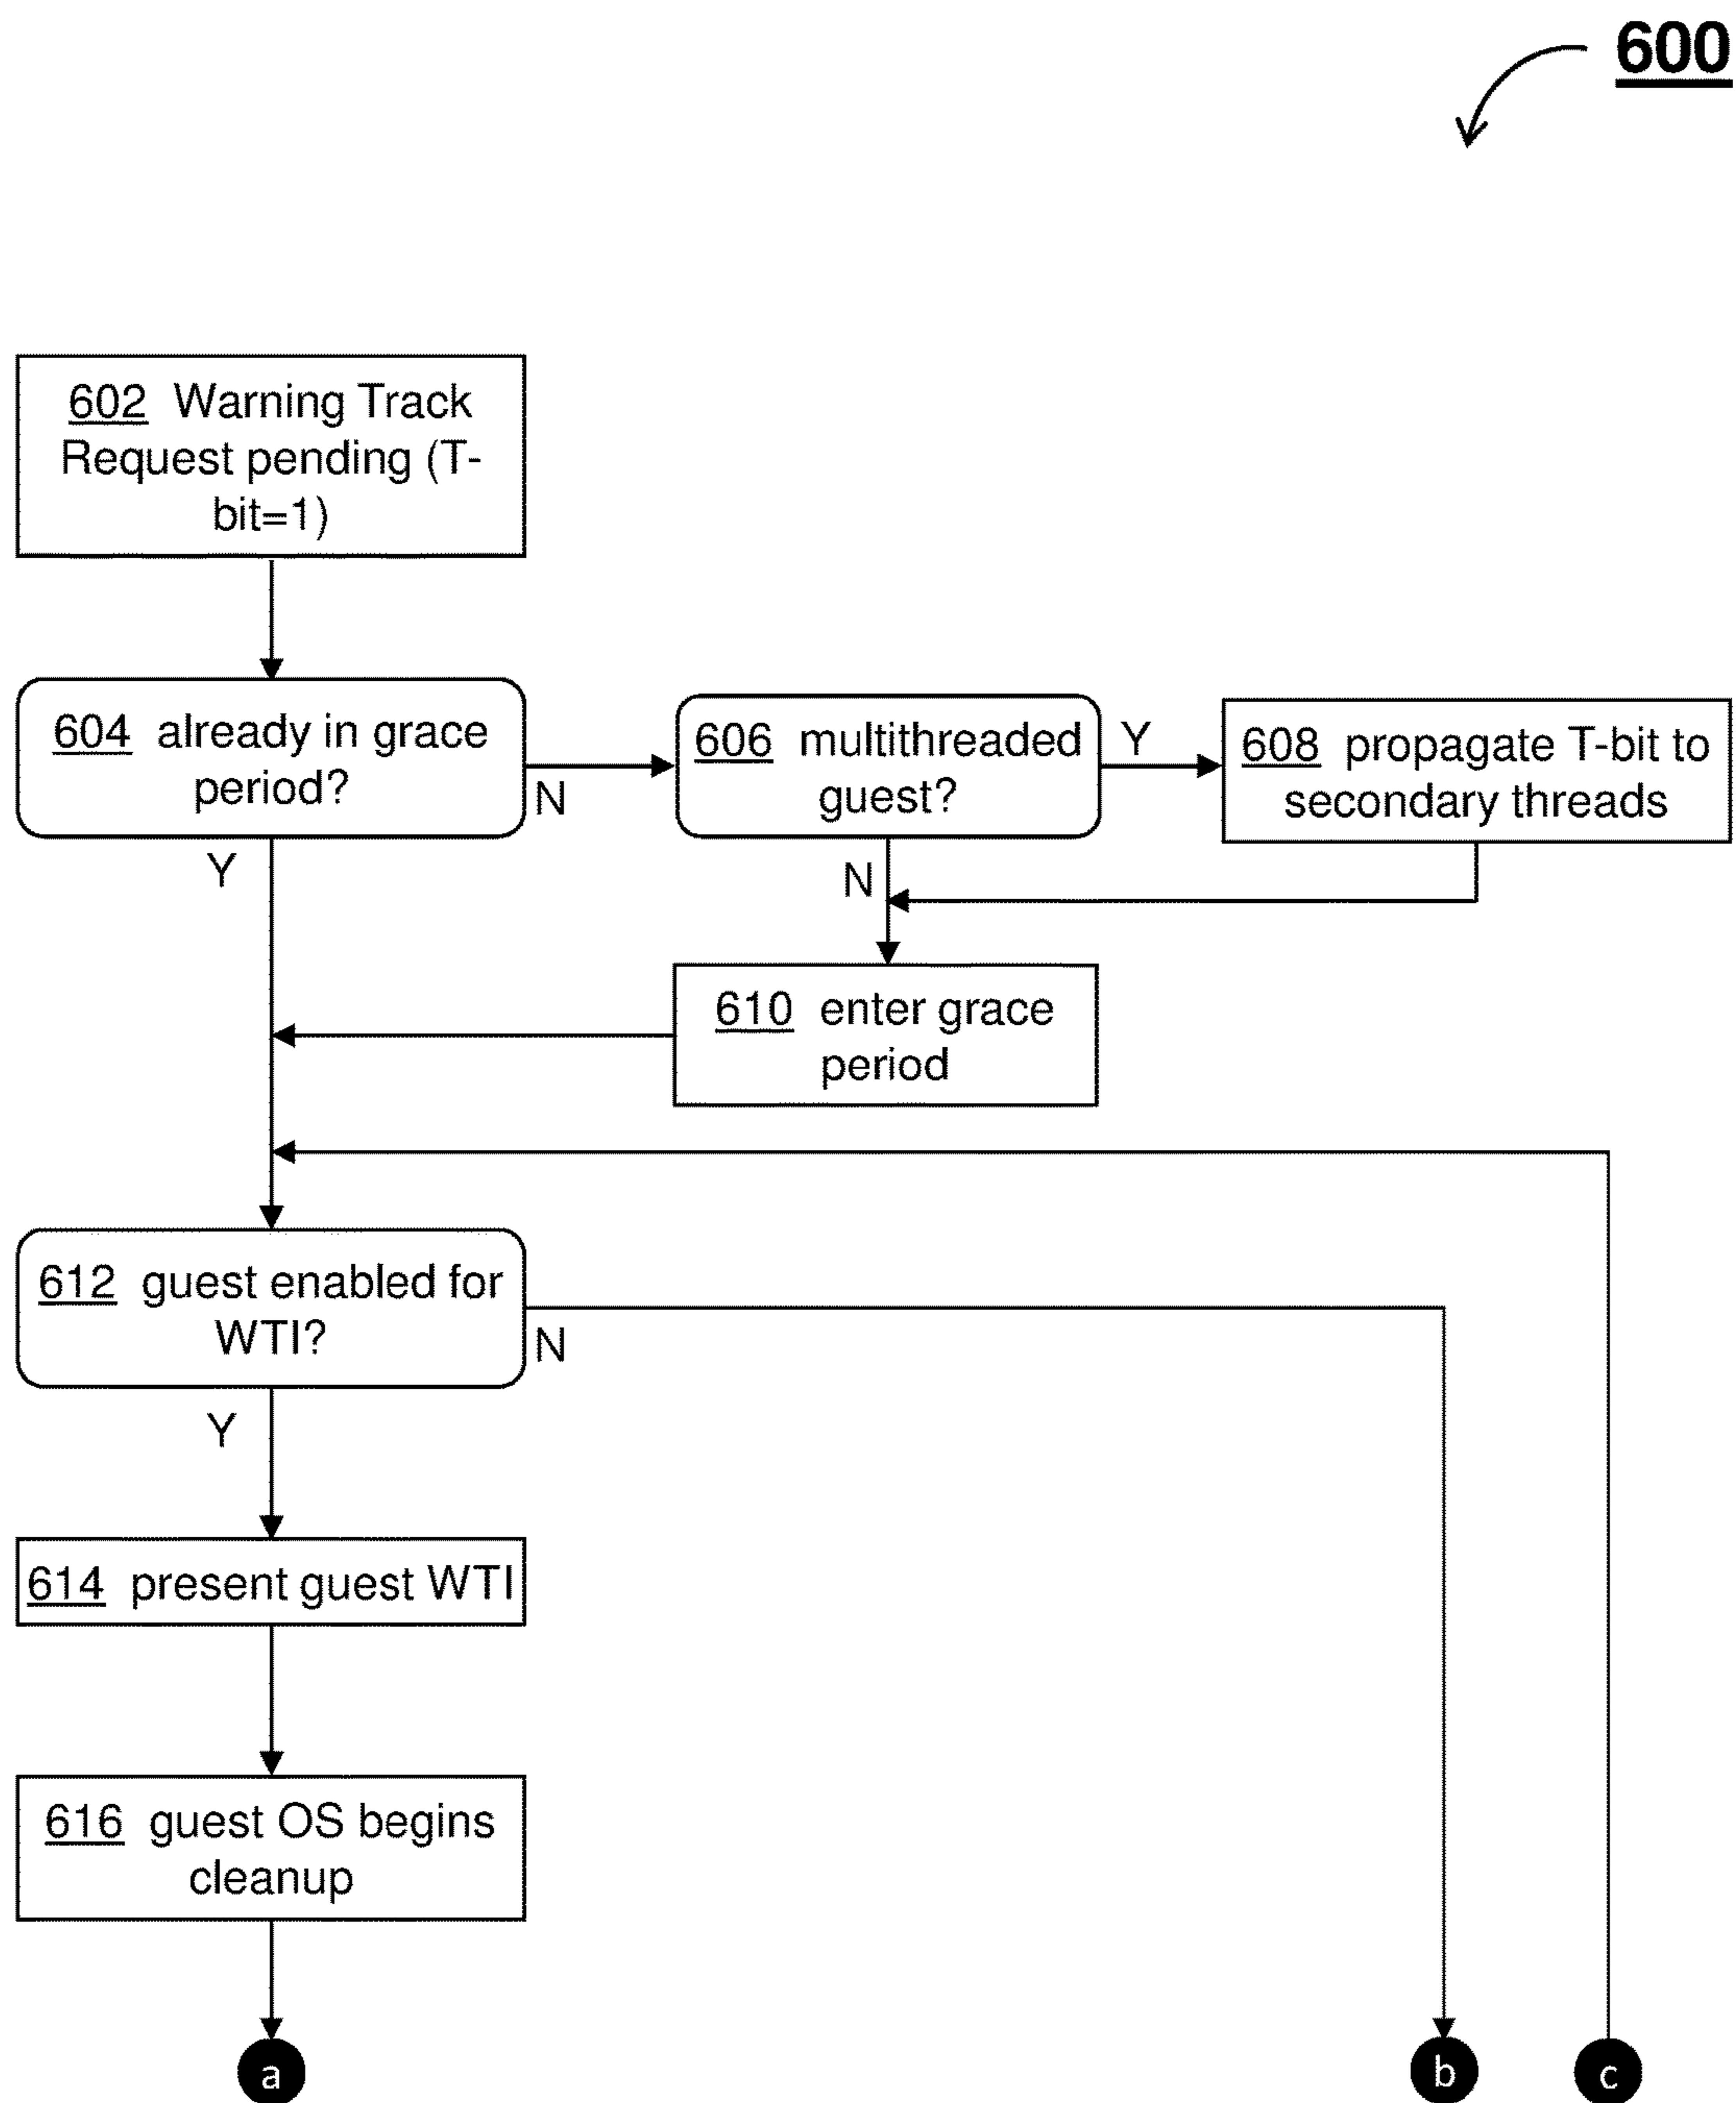 600
602 Warning Track
Request pending (T-
bit=1)
604 already in grace
period?
N
Y
606 multithreaded
guest?
Y
N
608 propagate T-bit to
secondary threads
610 enter grace
period
612 guest enabled for
WTI?
N
Y
614 present guest WTI
616 guest OS begins
cleanup
a
b
c